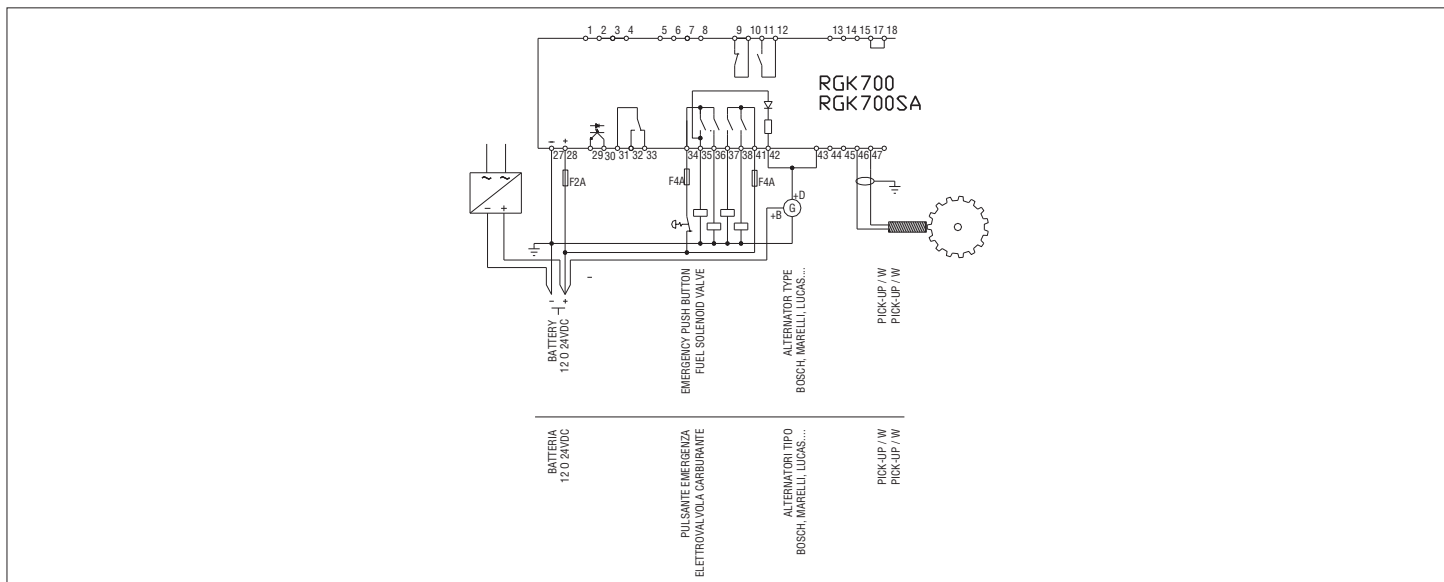 1 2 3 4 5 6 7 8 9 10 11 12 13 14 15 17 18
RGK700
RGK700SA
− +
27 28 29 30 31 32 33 34 35 36 37 38 41 42 43 44 45 46 47
F2A
F4A
F4A
~ ~
− +
+D
+B
G
−
− +
BATTERY
12 O 24VDC
EMERGENCY PUSH BUTTON
FUEL SOLENOID VALVE
ALTERNATOR TYPE
BOSCH, MARELLI, LUCAS....
PICK-UP / W
PICK-UP / W
BATTERIA
12 O 24VDC
PULSANTE EMERGENZA
ELETTROVALVOLA CARBURANTE
ALTERNATORI TIPO
BOSCH, MARELLI, LUCAS....
PICK-UP / W
PICK-UP / W